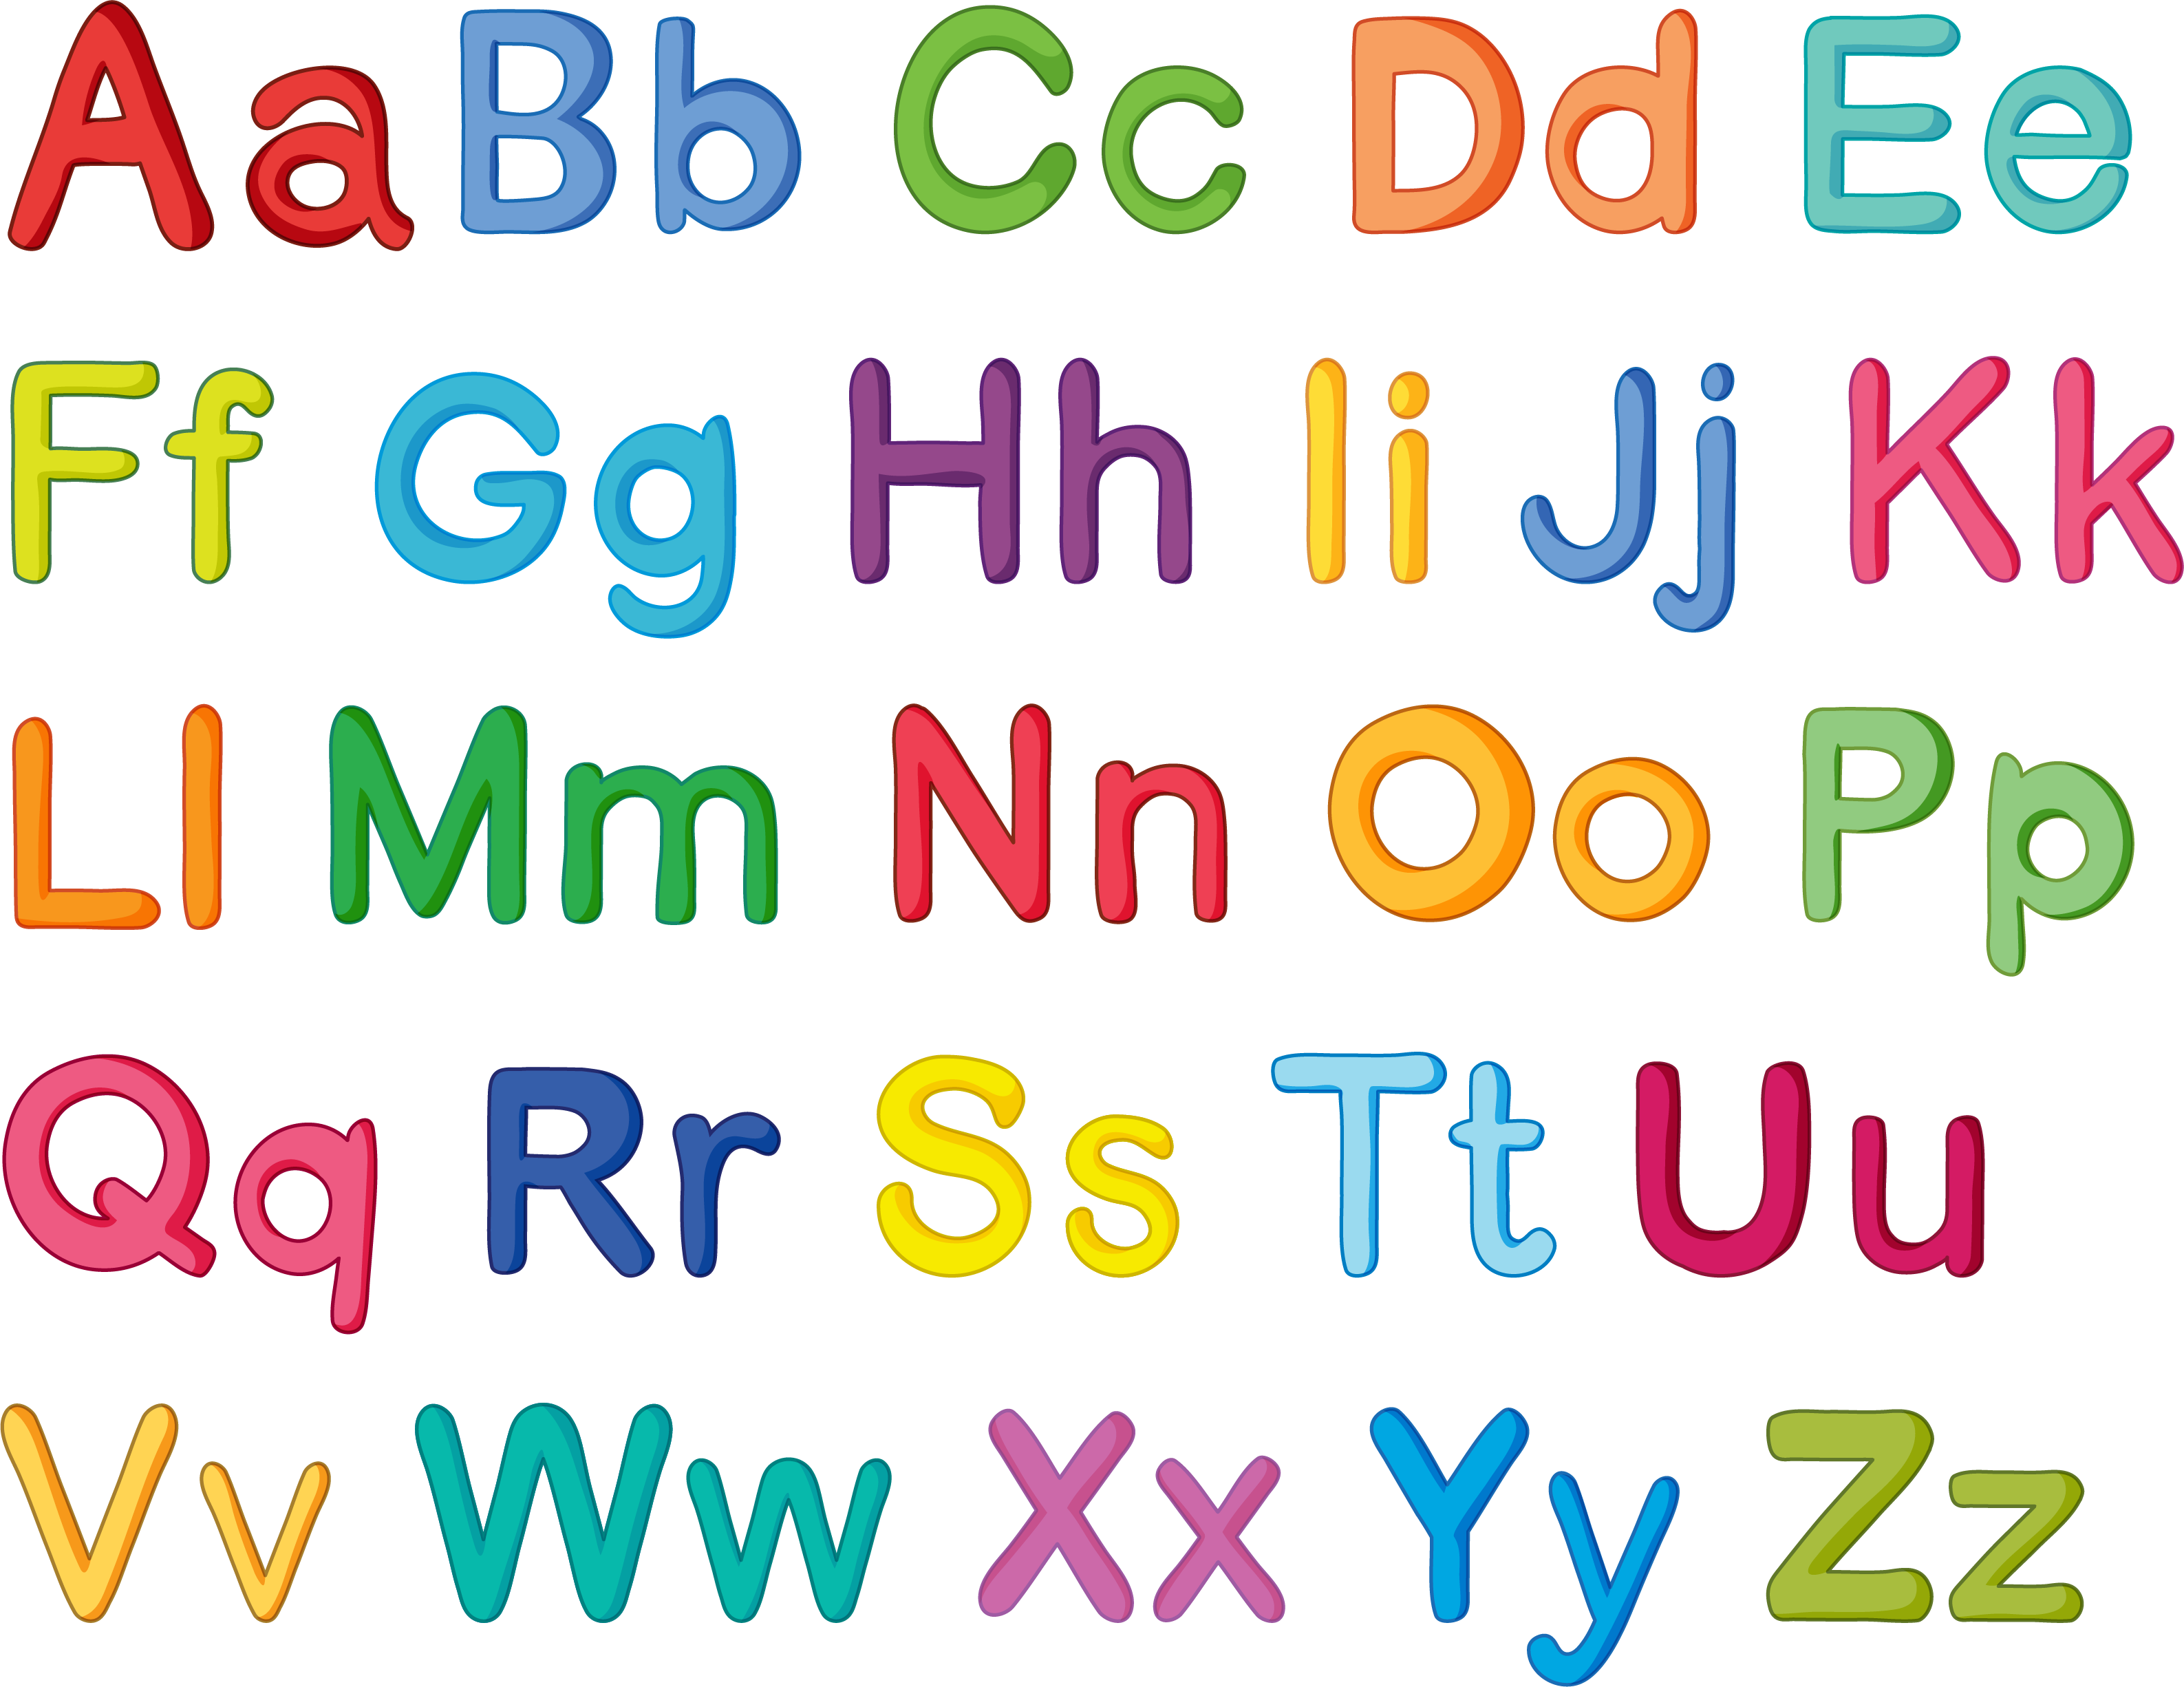 Aa Bb Cc Dd Ee
Ff Gg Hh Ii Jj Kk
Ll Mm Nn Oo Pp
Qq Rr Ss Tt Uu
Vv Ww Xx Yy Zz